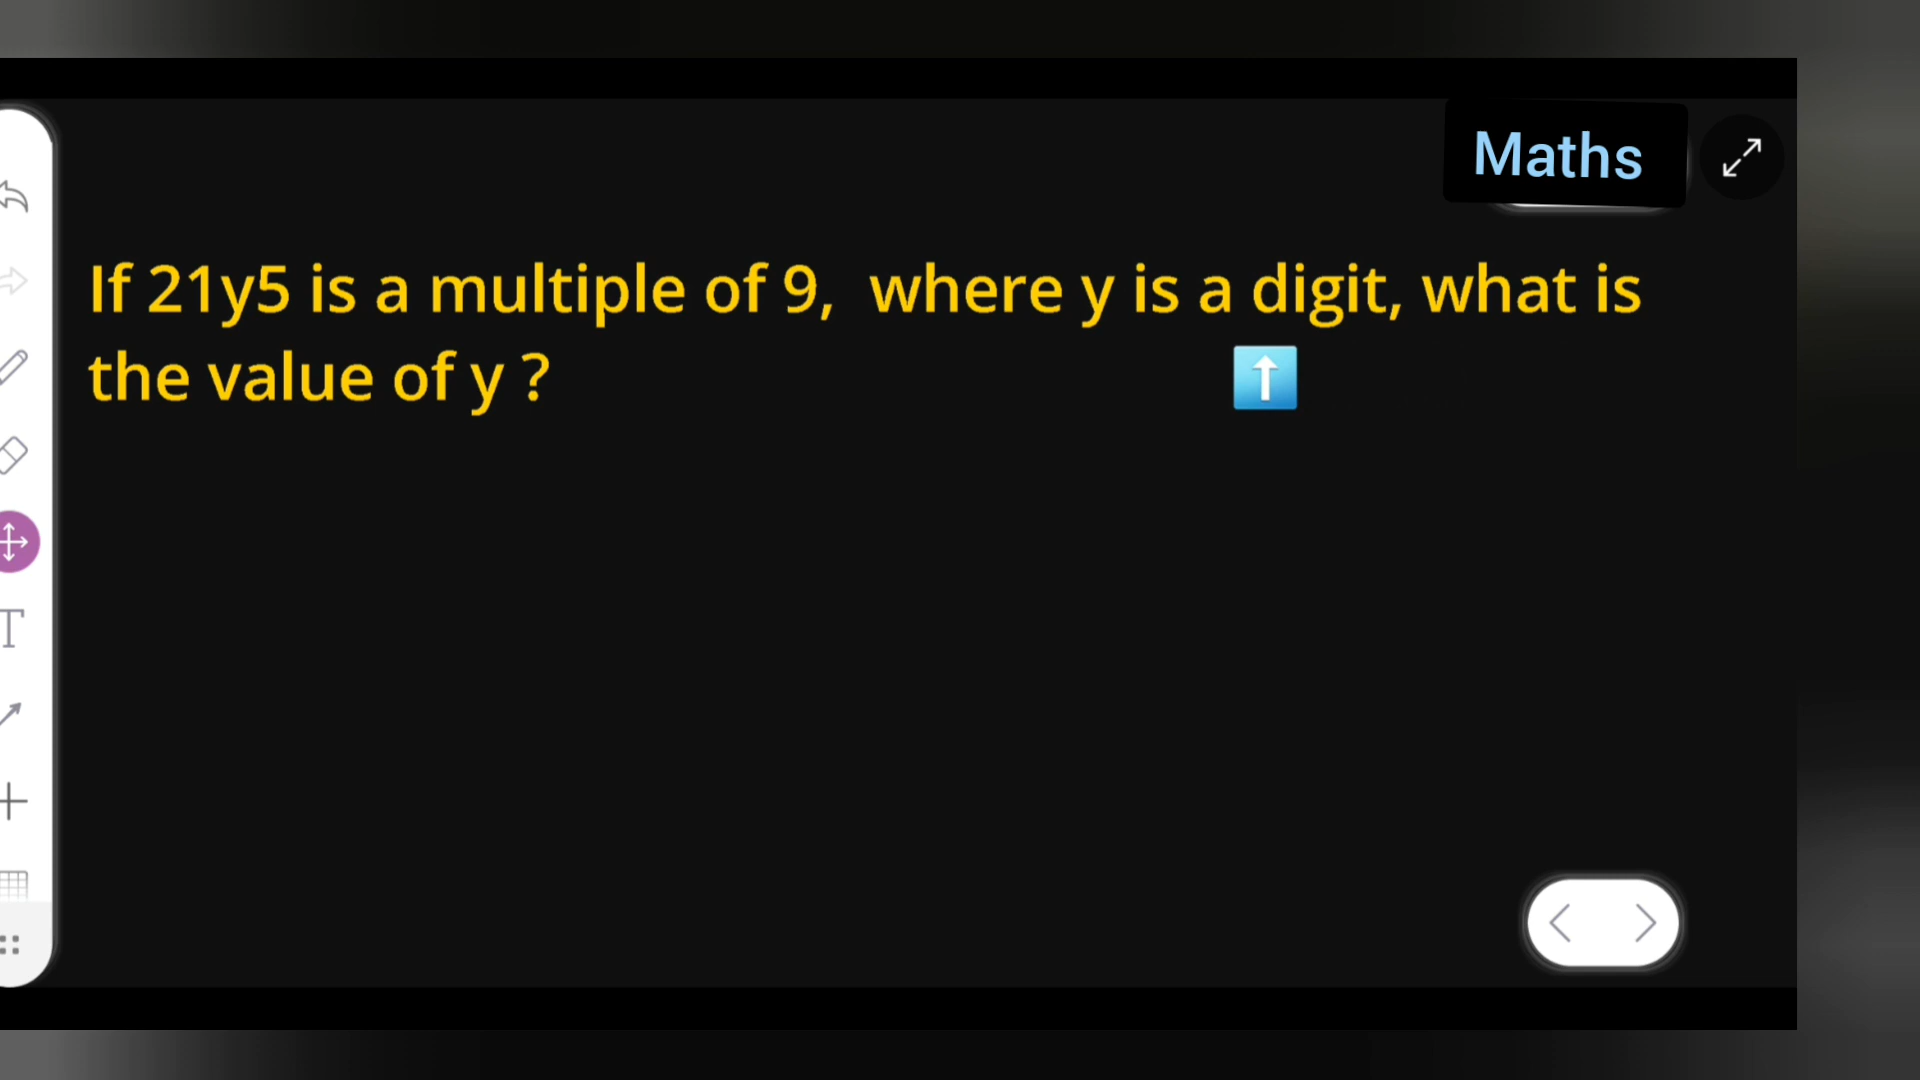 Maths
If 21y5 is a multiple of 9, where y is a digit, what is
the value of y ?